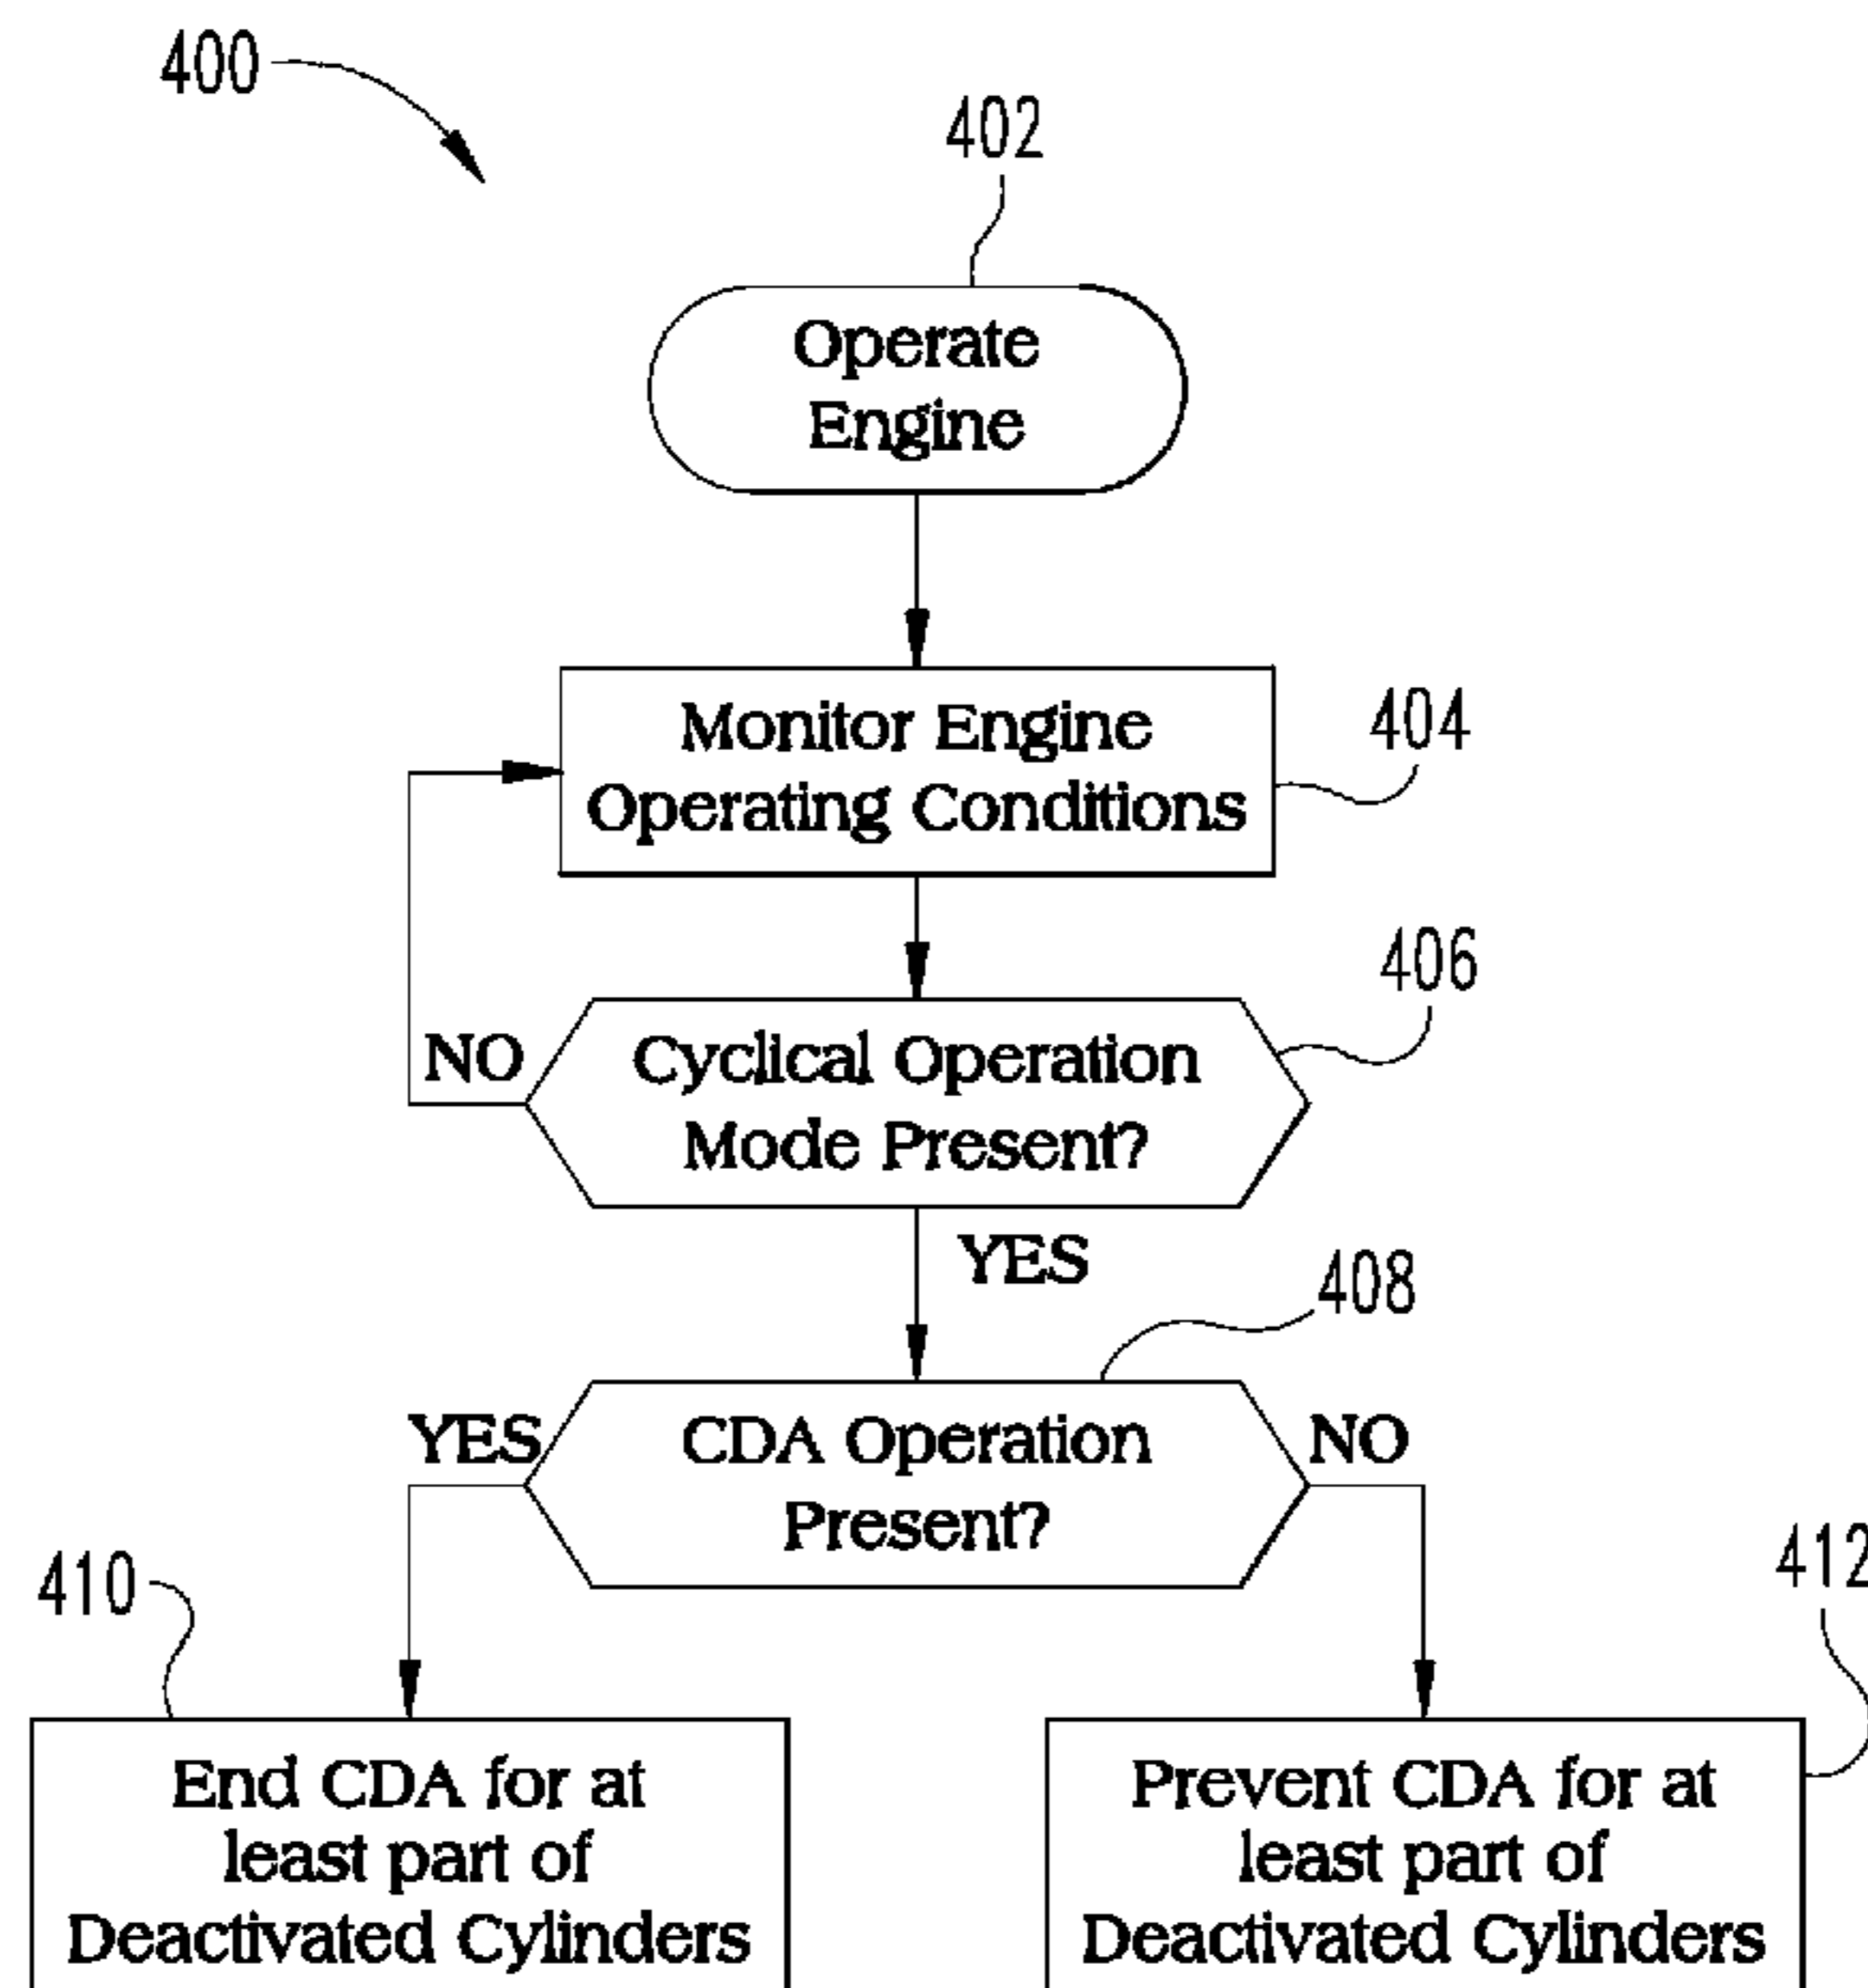 400
402
Operate
Engine
Monitor Engine
Operating Conditions
404
406
NO
Cyclical Operation
Mode Present?
YES
408
YES
CDA Operation
Present?
NO
410
412
End CDA for at
least part of
Deactivated Cylinders
Prevent CDA for at
least part of
Deactivated Cylinders